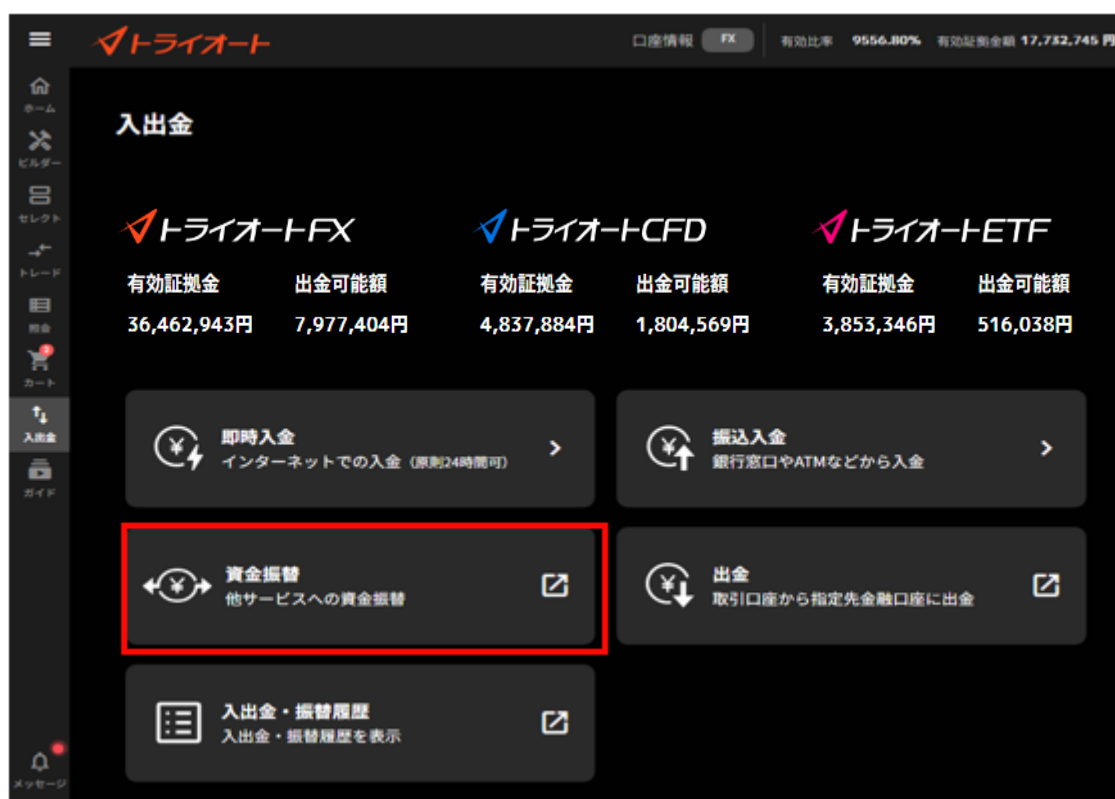 トライオート
口座情報 FX 有効比率 9556.80% 有効証拠金額 17,732,745 円
ホーム
ビルダー
セレクト
トレード
照会
カート
入出金
ガイド
メッセージ
入出金
トライオートFX
有効証拠金 出金可能額
36,462,943円 7,977,404円
トライオートCFD
有効証拠金 出金可能額
4,837,884円 1,804,569円
トライオートETF
有効証拠金 出金可能額
3,853,346円 516,038円
即時入金
インターネットでの入金（原則24時間可）
振込入金
銀行窓口やATMなどから入金
資金振替
他サービスへの資金振替
出金
取引口座から指定先金融口座に出金
入出金・振替履歴
入出金・振替履歴を表示